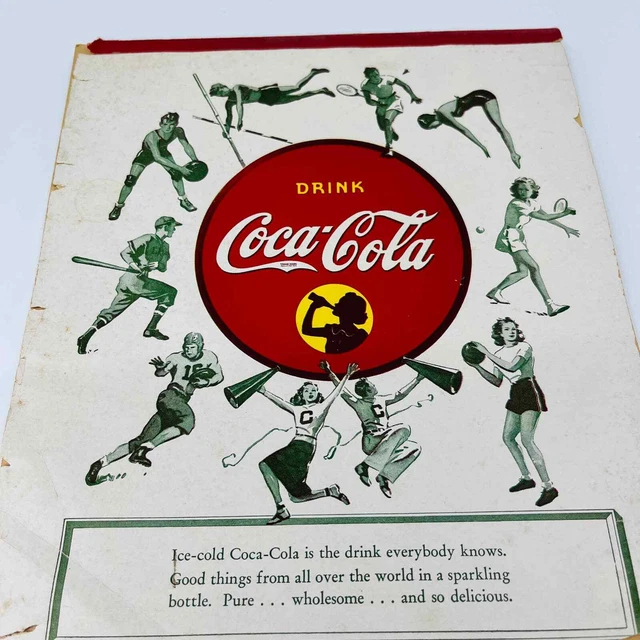 DRINK
Coca-Cola
C
C
12
Ice-cold Coca-Cola is the drink everybody knows.
Good things from all over the world in a sparkling
bottle. Pure . . . wholesome . . . and so delicious.